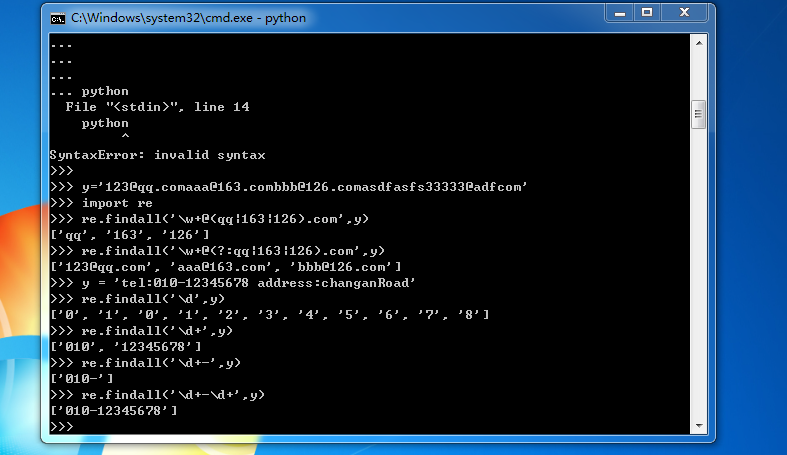 C:\Windows\system32\cmd.exe - python
...
...
...
... python
  File "<stdin>", line 14
    python
         ^
SyntaxError: invalid syntax
>>>
>>> y='123@qq.comaaa@163.combbb@126.comasdfasfs33333@adfcom'
>>> import re
>>> re.findall('\w+@(qq|163|126).com',y)
['qq', '163', '126']
>>> re.findall('\w+@(?:qq|163|126).com',y)
['123@qq.com', 'aaa@163.com', 'bbb@126.com']
>>> y = 'tel:010-12345678 address:changanRoad'
>>> re.findall('\d',y)
['0', '1', '0', '1', '2', '3', '4', '5', '6', '7', '8']
>>> re.findall('\d+',y)
['010', '12345678']
>>> re.findall('\d+-',y)
['010-']
>>> re.findall('\d+-\d+',y)
['010-12345678']
>>>